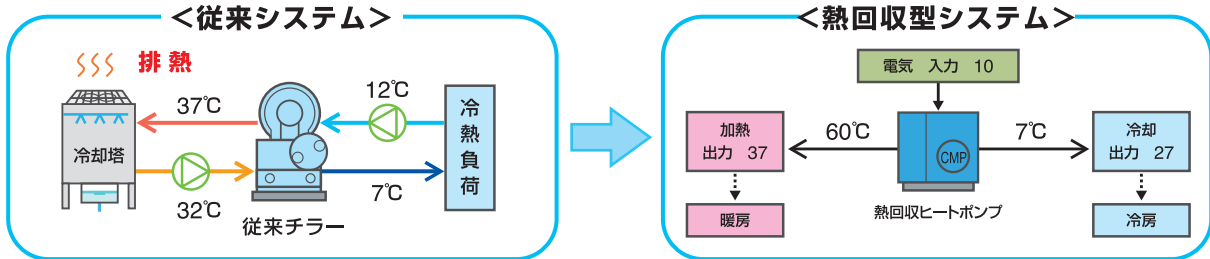 ＜従来システム＞
排熱
37℃
12℃
冷却塔
32℃
7℃
冷熱負荷
従来チラー
＜熱回収型システム＞
電気 入力 10
加熱
出力 37
60℃
7℃
冷却
出力 27
CMP
暖房
熱回収ヒートポンプ
冷房